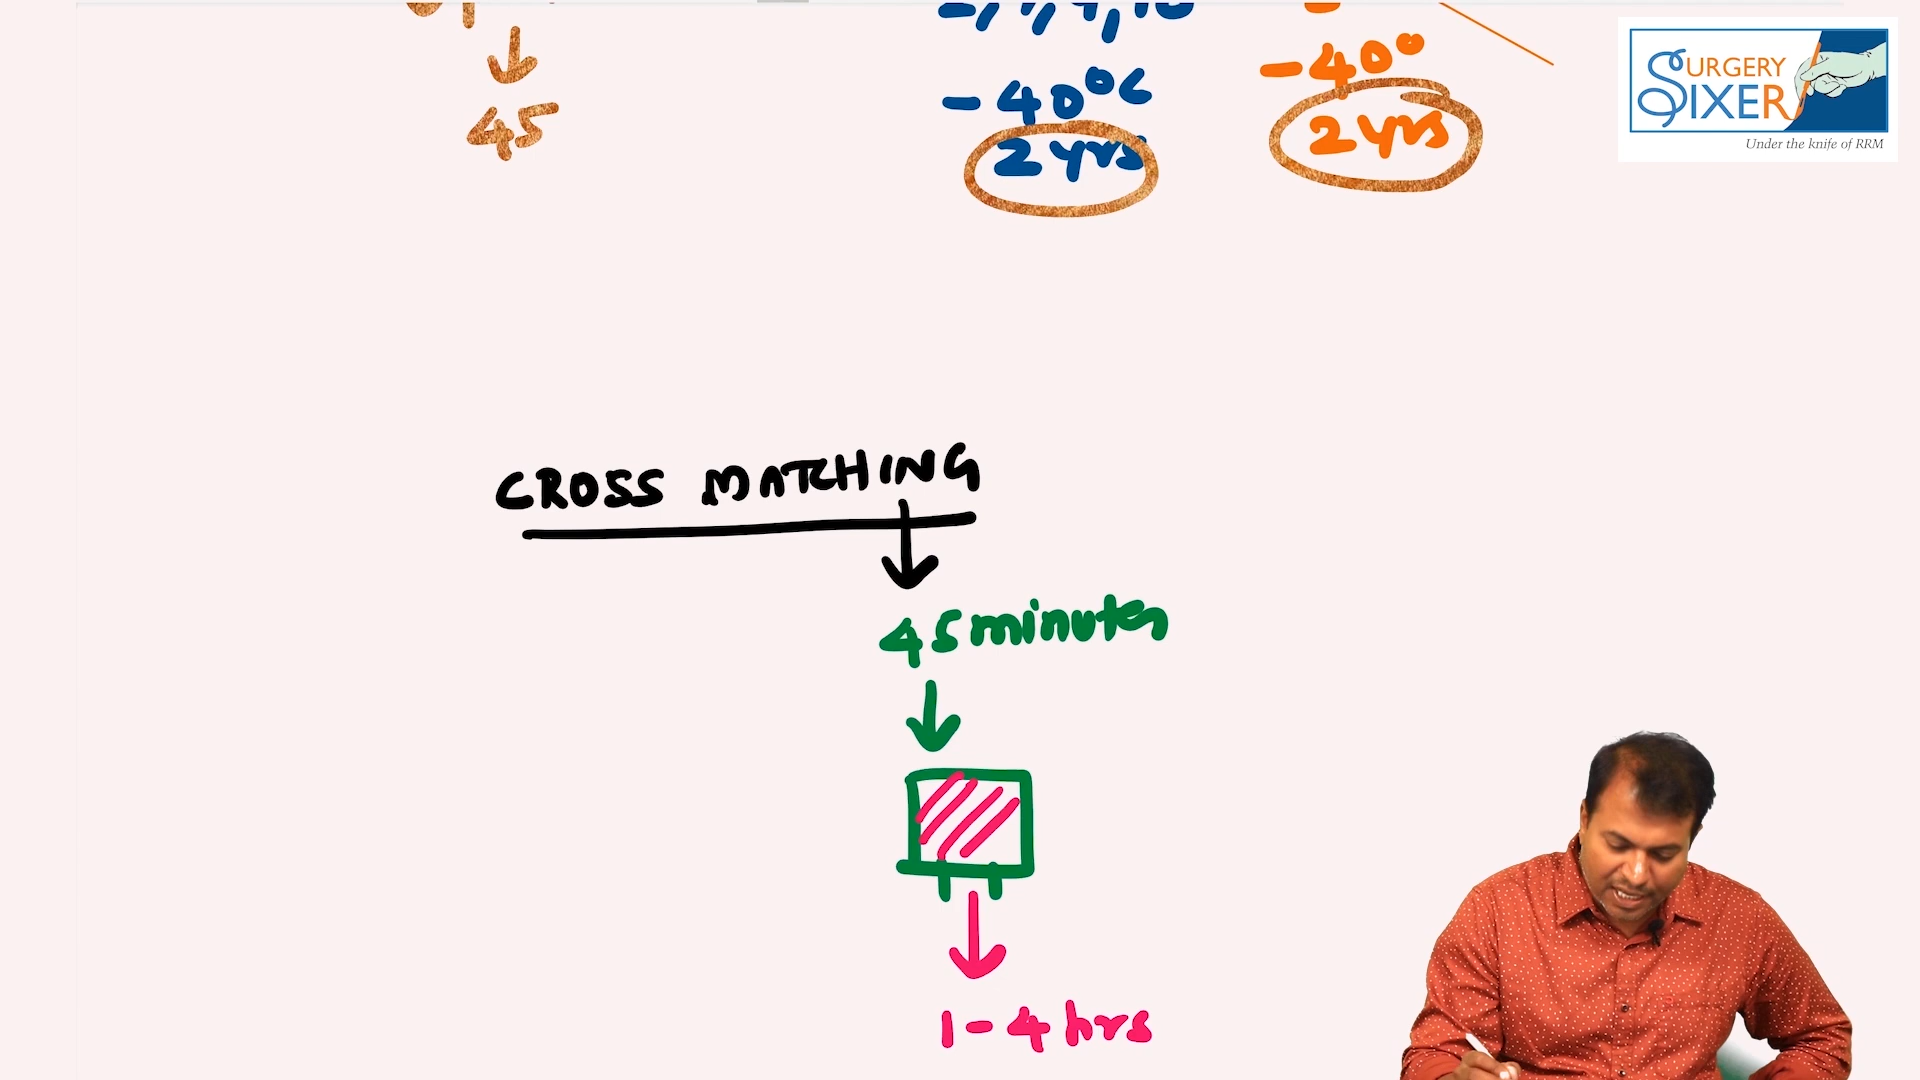 45
-40°C
2 yrs
-40°
2 yrs
SURGERY
SIXER
Under the knife of RRM
CROSS MATCHING
45 minutes
1-4 hrs